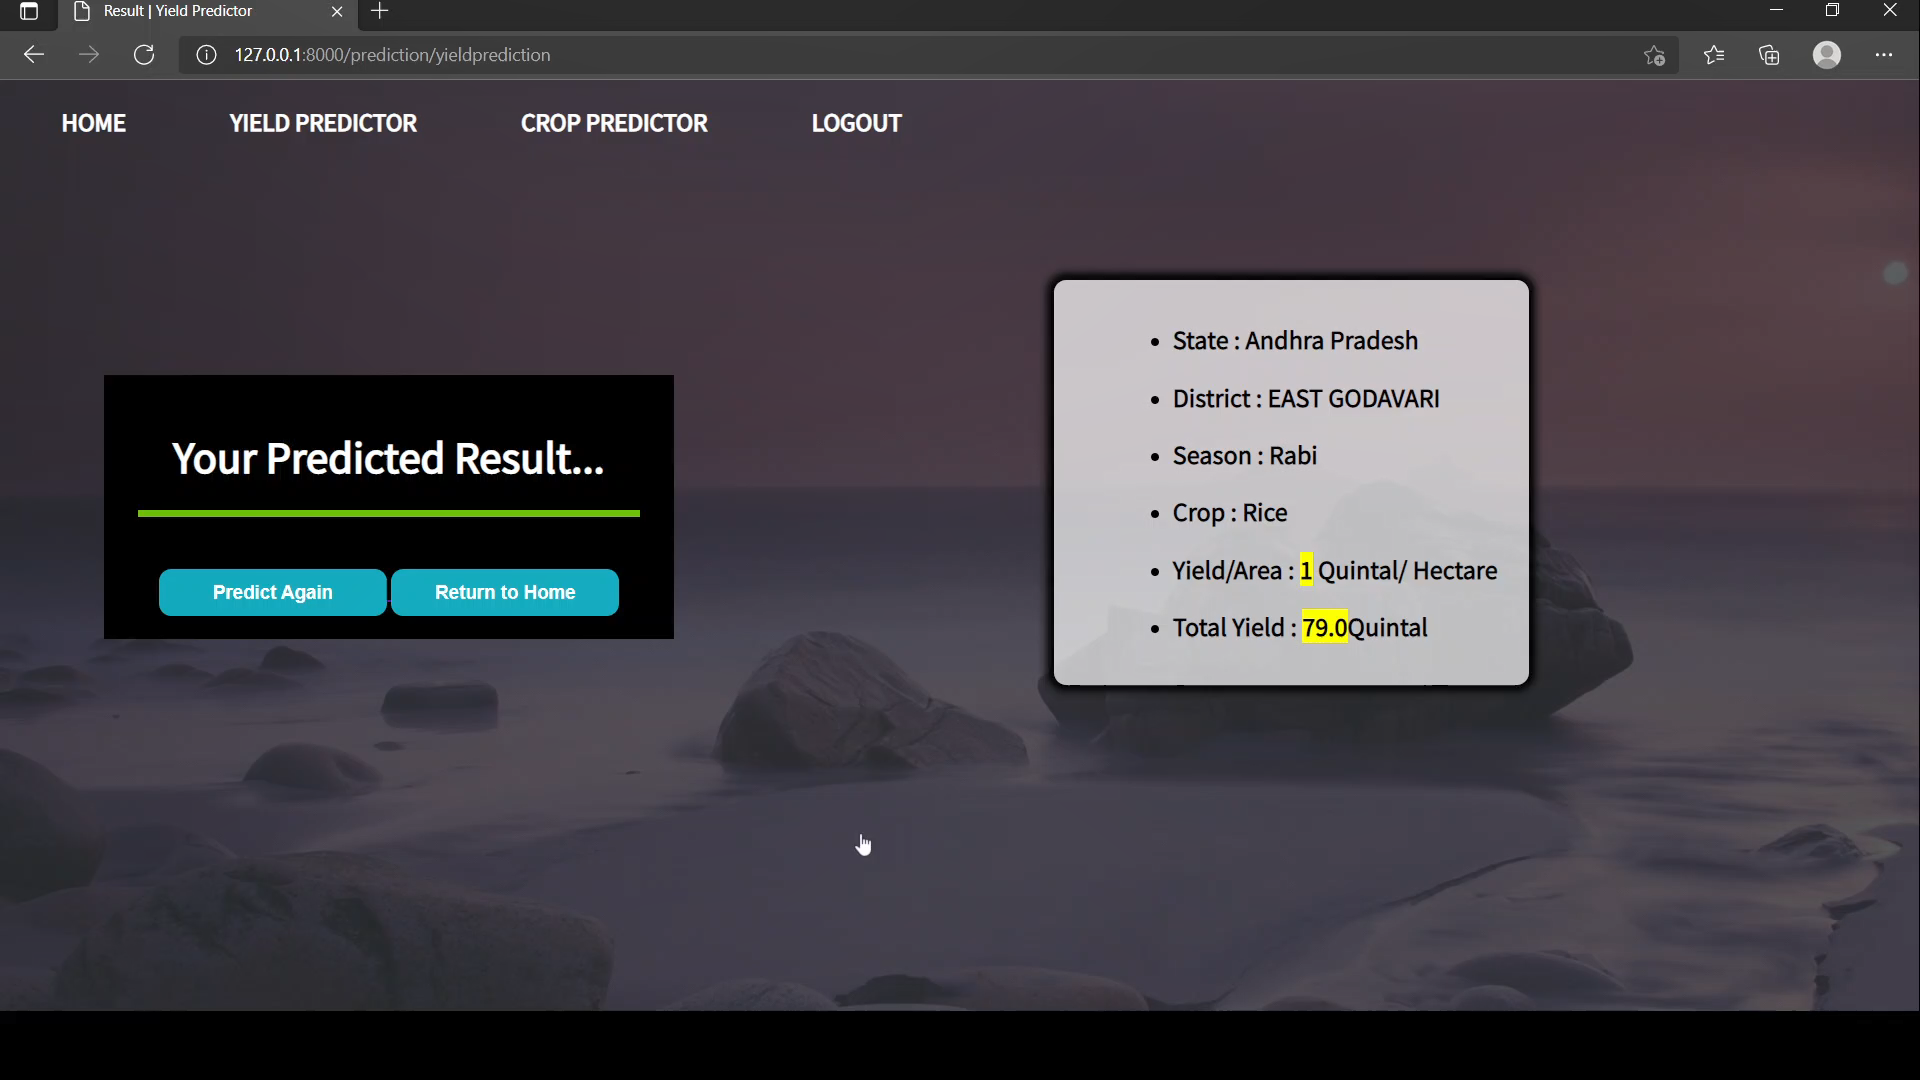 Result | Yield Predictor
127.0.0.1:8000/prediction/yieldprediction
HOME YIELD PREDICTOR CROP PREDICTOR LOGOUT
Your Predicted Result...
Predict Again Return to Home
• State : Andhra Pradesh
• District : EAST GODAVARI
• Season : Rabi
• Crop : Rice
• Yield/Area : 1 Quintal/ Hectare
• Total Yield : 79.0Quintal